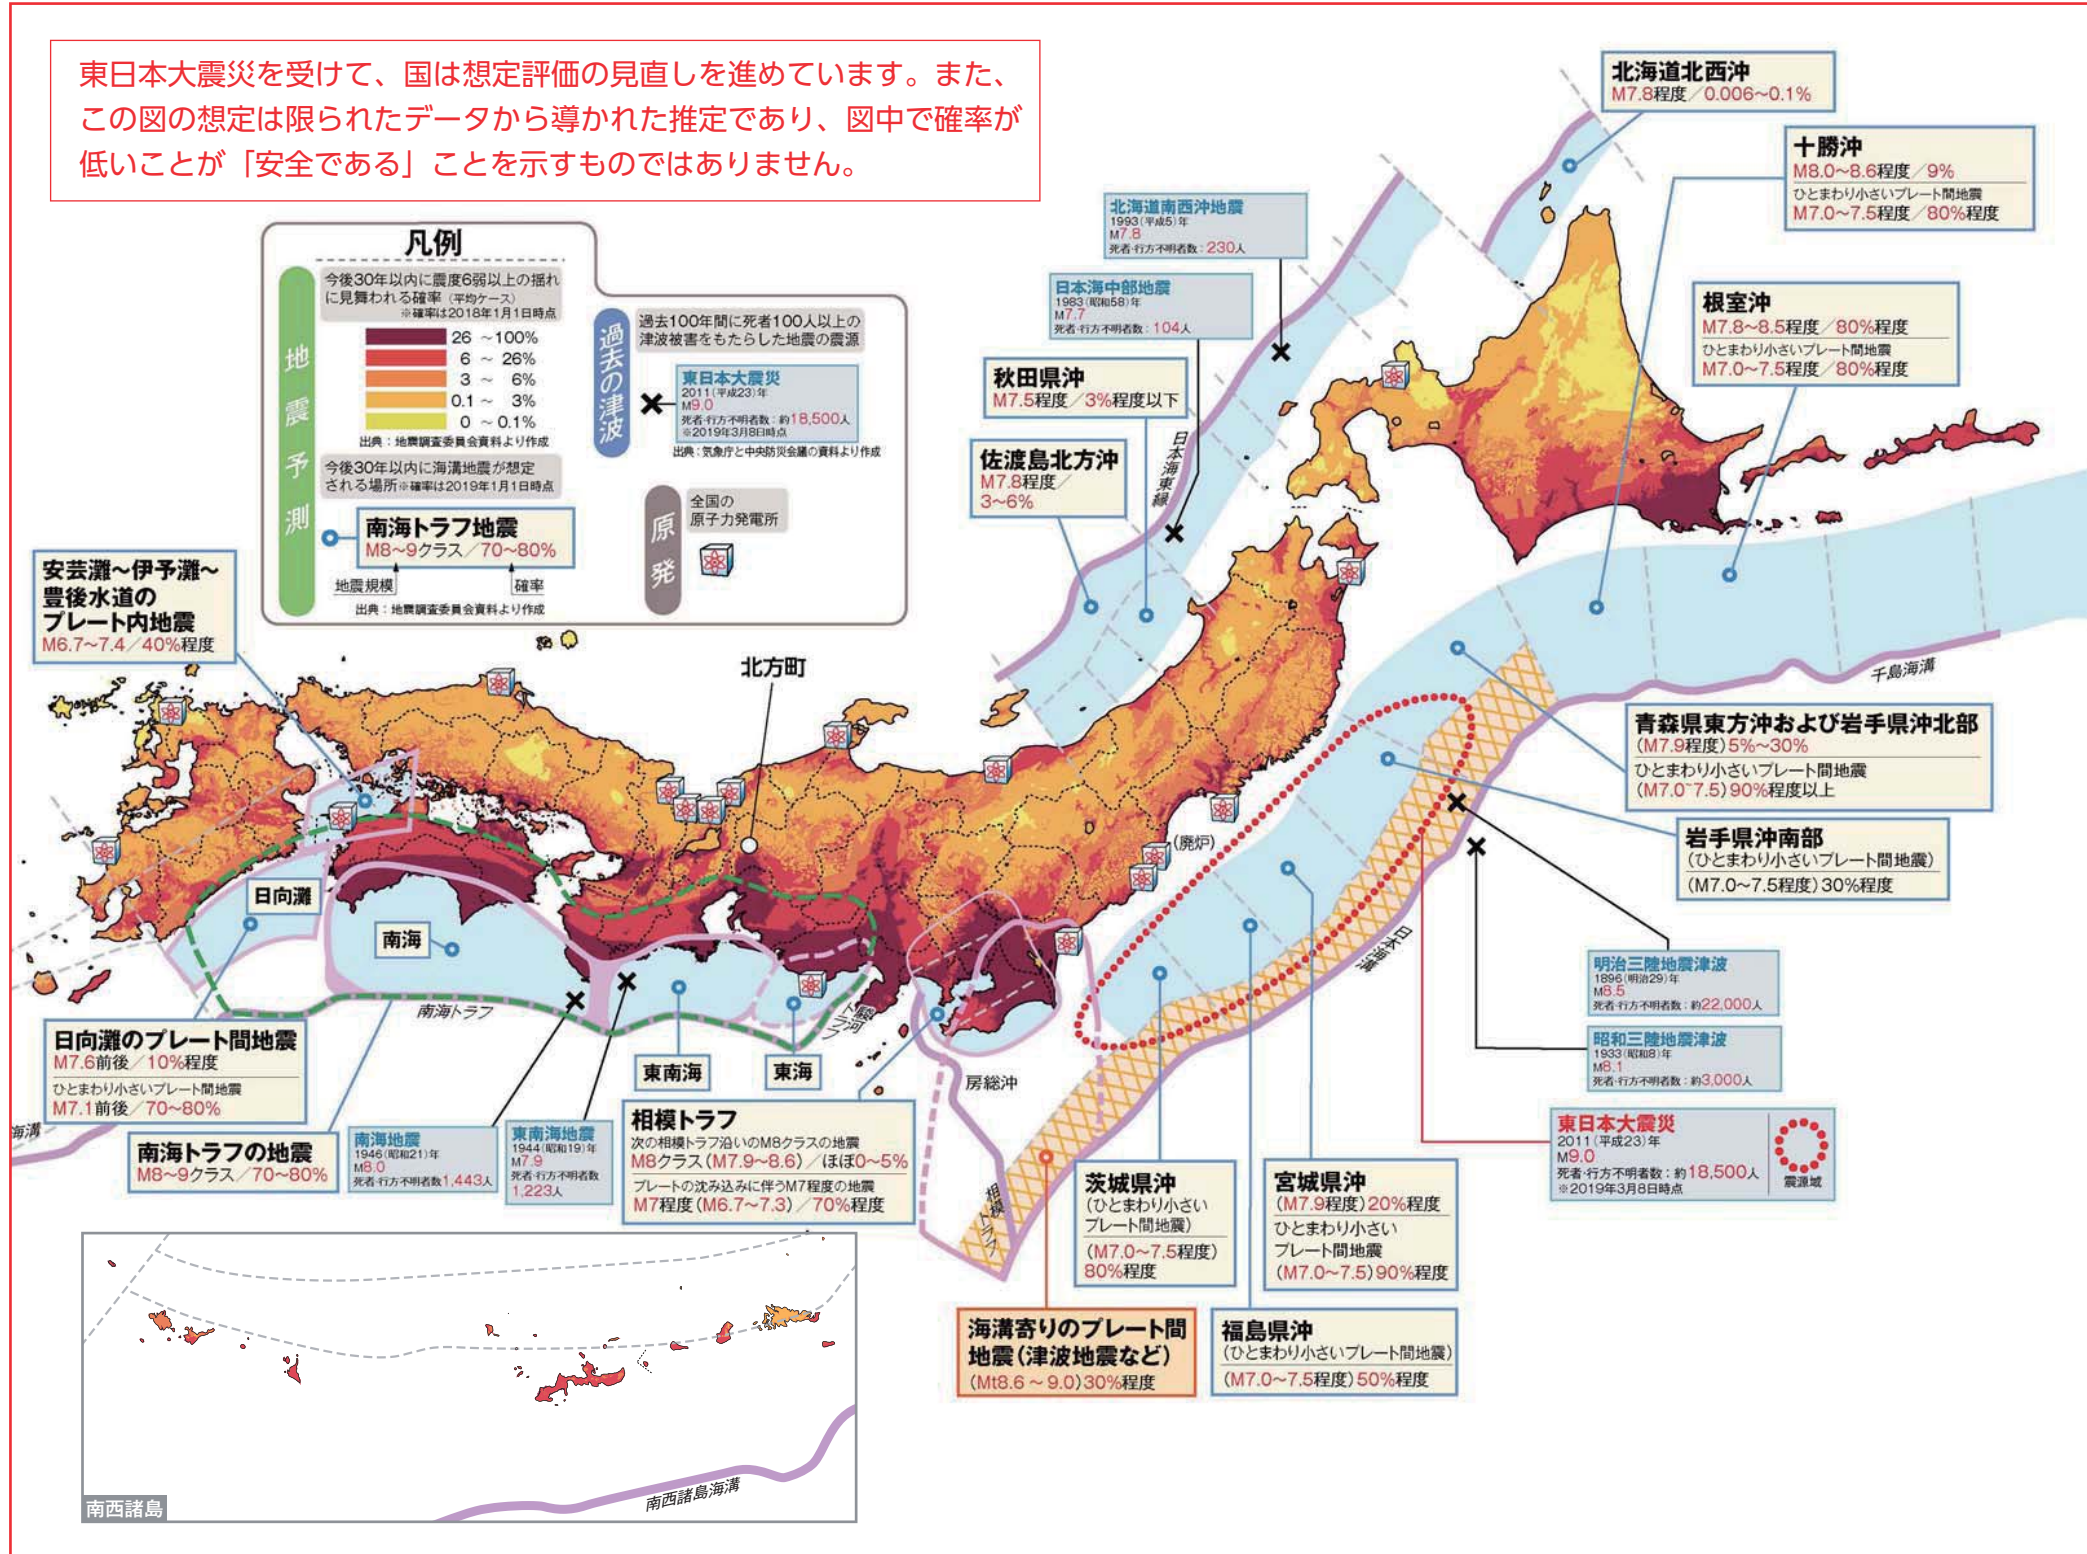 東日本大震災を受けて、国は想定評価の見直しを進めています。また、
この図の想定は限られたデータから導かれた推定であり、図中で確率が
低いことが「安全である」ことを示すものではありません。
凡例
地震予測
今後30年以内に震度6弱以上の揺れ
に見舞われる確率（平均ケース）
※確率は2018年1月1日時点
26 ～100%
6 ～ 26%
3 ～ 6%
0.1 ～ 3%
0 ～0.1%
出典：地震調査委員会資料より作成
今後30年以内に海溝地震が想定
される場所※確率は2019年1月1日時点
南海トラフ地震
M8～9クラス／70～80%
地震規模
確率
出典：地震調査委員会資料より作成
過去の津波
過去100年間に死者100人以上の
津波被害をもたらした地震の震源
東日本大震災
2011(平成23)年
M9.0
死者・行方不明者数：約18,500人
※2019年3月8日時点
出典：気象庁と中央防災会議の資料より作成
原発
全国の
原子力発電所
北海道北西沖
M7.8程度／0.006～0.1%
十勝沖
M8.0～8.6程度／9%
ひとまわり小さいプレート間地震
M7.0～7.5程度／80%程度
北海道南西沖地震
1993(平成5)年
M7.8
死者・行方不明者数：230人
日本海中部地震
1983(昭和58)年
M7.7
死者・行方不明者数：104人
根室沖
M7.8～8.5程度／80%程度
ひとまわり小さいプレート間地震
M7.0～7.5程度／80%程度
秋田県沖
M7.5程度／3%程度以下
日本海東縁
佐渡島北方沖
M7.8程度／
3～6%
安芸灘～伊予灘～
豊後水道の
プレート内地震
M6.7～7.4／40%程度
北方町
千島海溝
青森県東方沖および岩手県沖北部
(M7.9程度)5%～30%
ひとまわり小さいプレート間地震
(M7.0~7.5)90%程度以上
岩手県沖南部
(ひとまわり小さいプレート間地震)
(M7.0～7.5程度)30%程度
(廃炉)
日向灘
南海
日本海溝
明治三陸地震津波
1896(明治29)年
M8.5
死者・行方不明者数：約22,000人
南海トラフ
駿河トラフ
昭和三陸地震津波
1933(昭和8)年
M8.1
死者・行方不明者数：約3,000人
日向灘のプレート間地震
M7.6前後／10%程度
ひとまわり小さいプレート間地震
M7.1前後／70～80%
東南海
東海
房総沖
海溝
南海トラフの地震
M8～9クラス／70～80%
南海地震
1946(昭和21)年
M8.0
死者・行方不明者数1,443人
東南海地震
1944(昭和19)年
M7.9
死者・行方不明者数
1,223人
相模トラフ
次の相模トラフ沿いのM8クラスの地震
M8クラス(M7.9～8.6)／ほぼ0～5%
プレートの沈み込みに伴うM7程度の地震
M7程度(M6.7～7.3)／70%程度
相模トラフ
東日本大震災
2011(平成23)年
M9.0
死者・行方不明者数：約18,500人
※2019年3月8日時点
震源域
茨城県沖
(ひとまわり小さい
プレート間地震)
(M7.0～7.5程度)
80%程度
宮城県沖
(M7.9程度)20%程度
ひとまわり小さい
プレート間地震
(M7.0～7.5)90%程度
海溝寄りのプレート間
地震(津波地震など)
(Mt8.6～9.0)30%程度
福島県沖
(ひとまわり小さいプレート間地震)
(M7.0～7.5程度)50%程度
南西諸島海溝
南西諸島